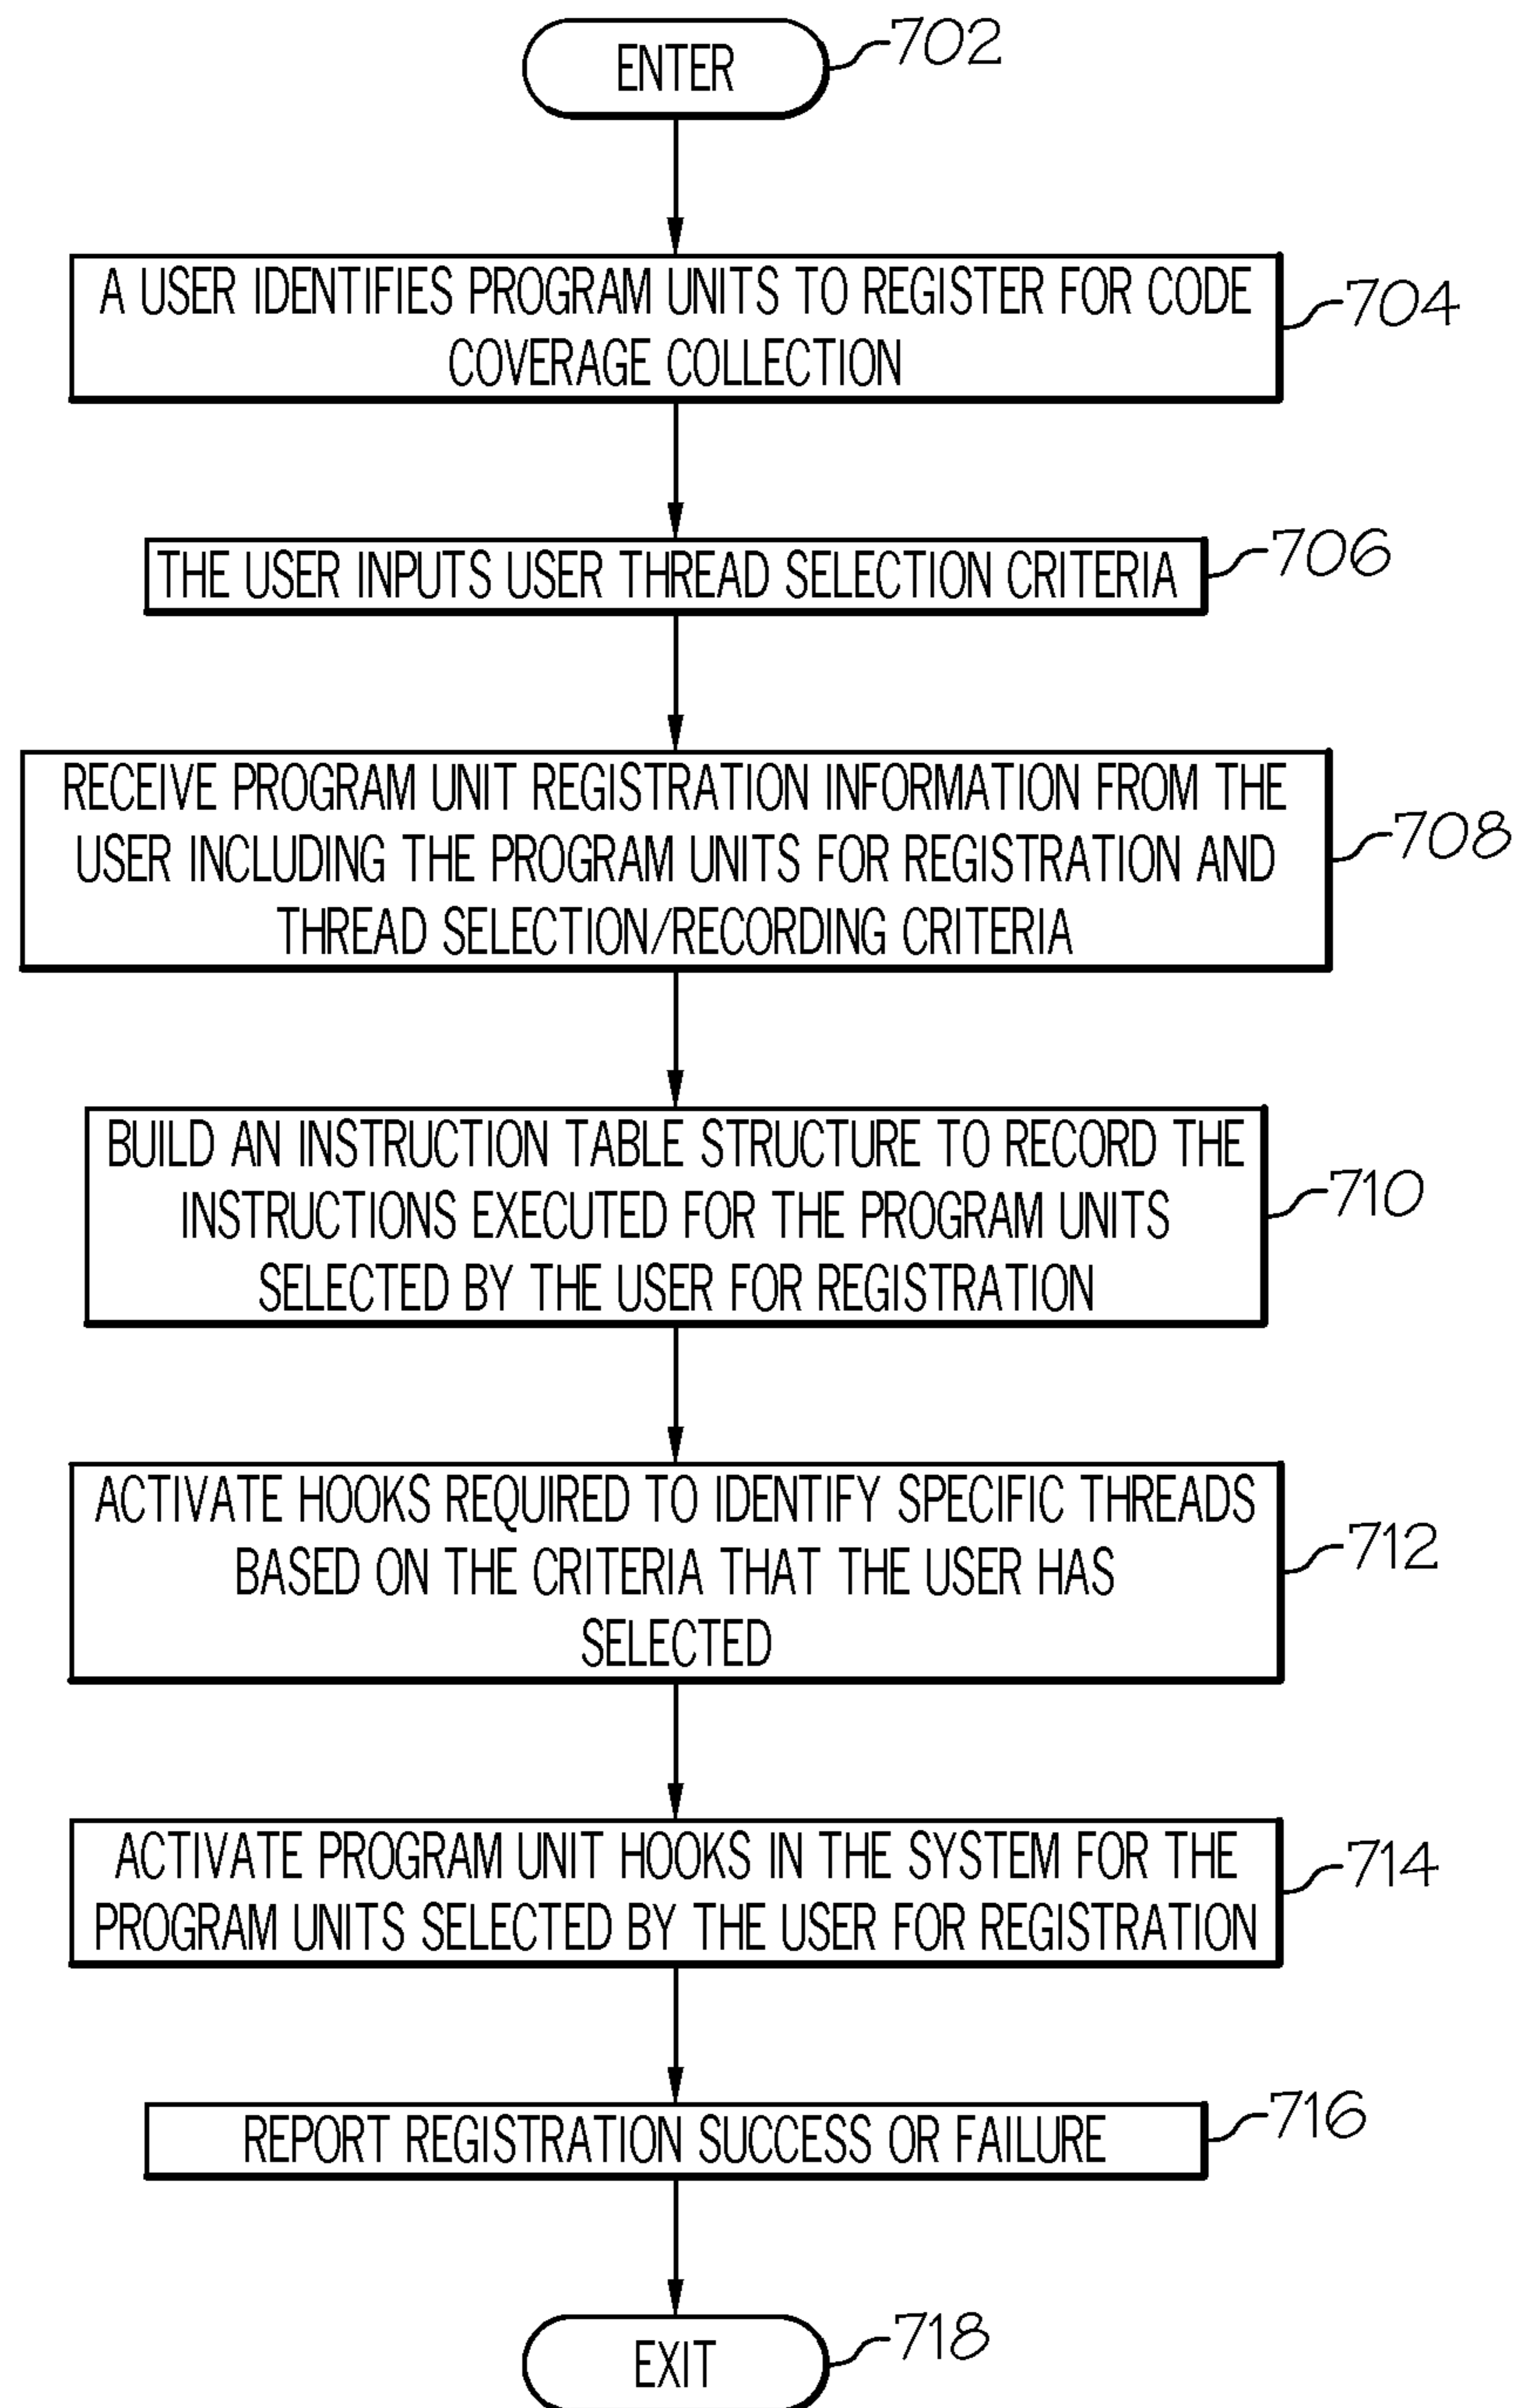 ENTER
702
A USER IDENTIFIES PROGRAM UNITS TO REGISTER FOR CODE
COVERAGE COLLECTION
704
THE USER INPUTS USER THREAD SELECTION CRITERIA
706
RECEIVE PROGRAM UNIT REGISTRATION INFORMATION FROM THE
USER INCLUDING THE PROGRAM UNITS FOR REGISTRATION AND
THREAD SELECTION/RECORDING CRITERIA
708
BUILD AN INSTRUCTION TABLE STRUCTURE TO RECORD THE
INSTRUCTIONS EXECUTED FOR THE PROGRAM UNITS
SELECTED BY THE USER FOR REGISTRATION
710
ACTIVATE HOOKS REQUIRED TO IDENTIFY SPECIFIC THREADS
BASED ON THE CRITERIA THAT THE USER HAS
SELECTED
712
ACTIVATE PROGRAM UNIT HOOKS IN THE SYSTEM FOR THE
PROGRAM UNITS SELECTED BY THE USER FOR REGISTRATION
714
REPORT REGISTRATION SUCCESS OR FAILURE
716
EXIT
718